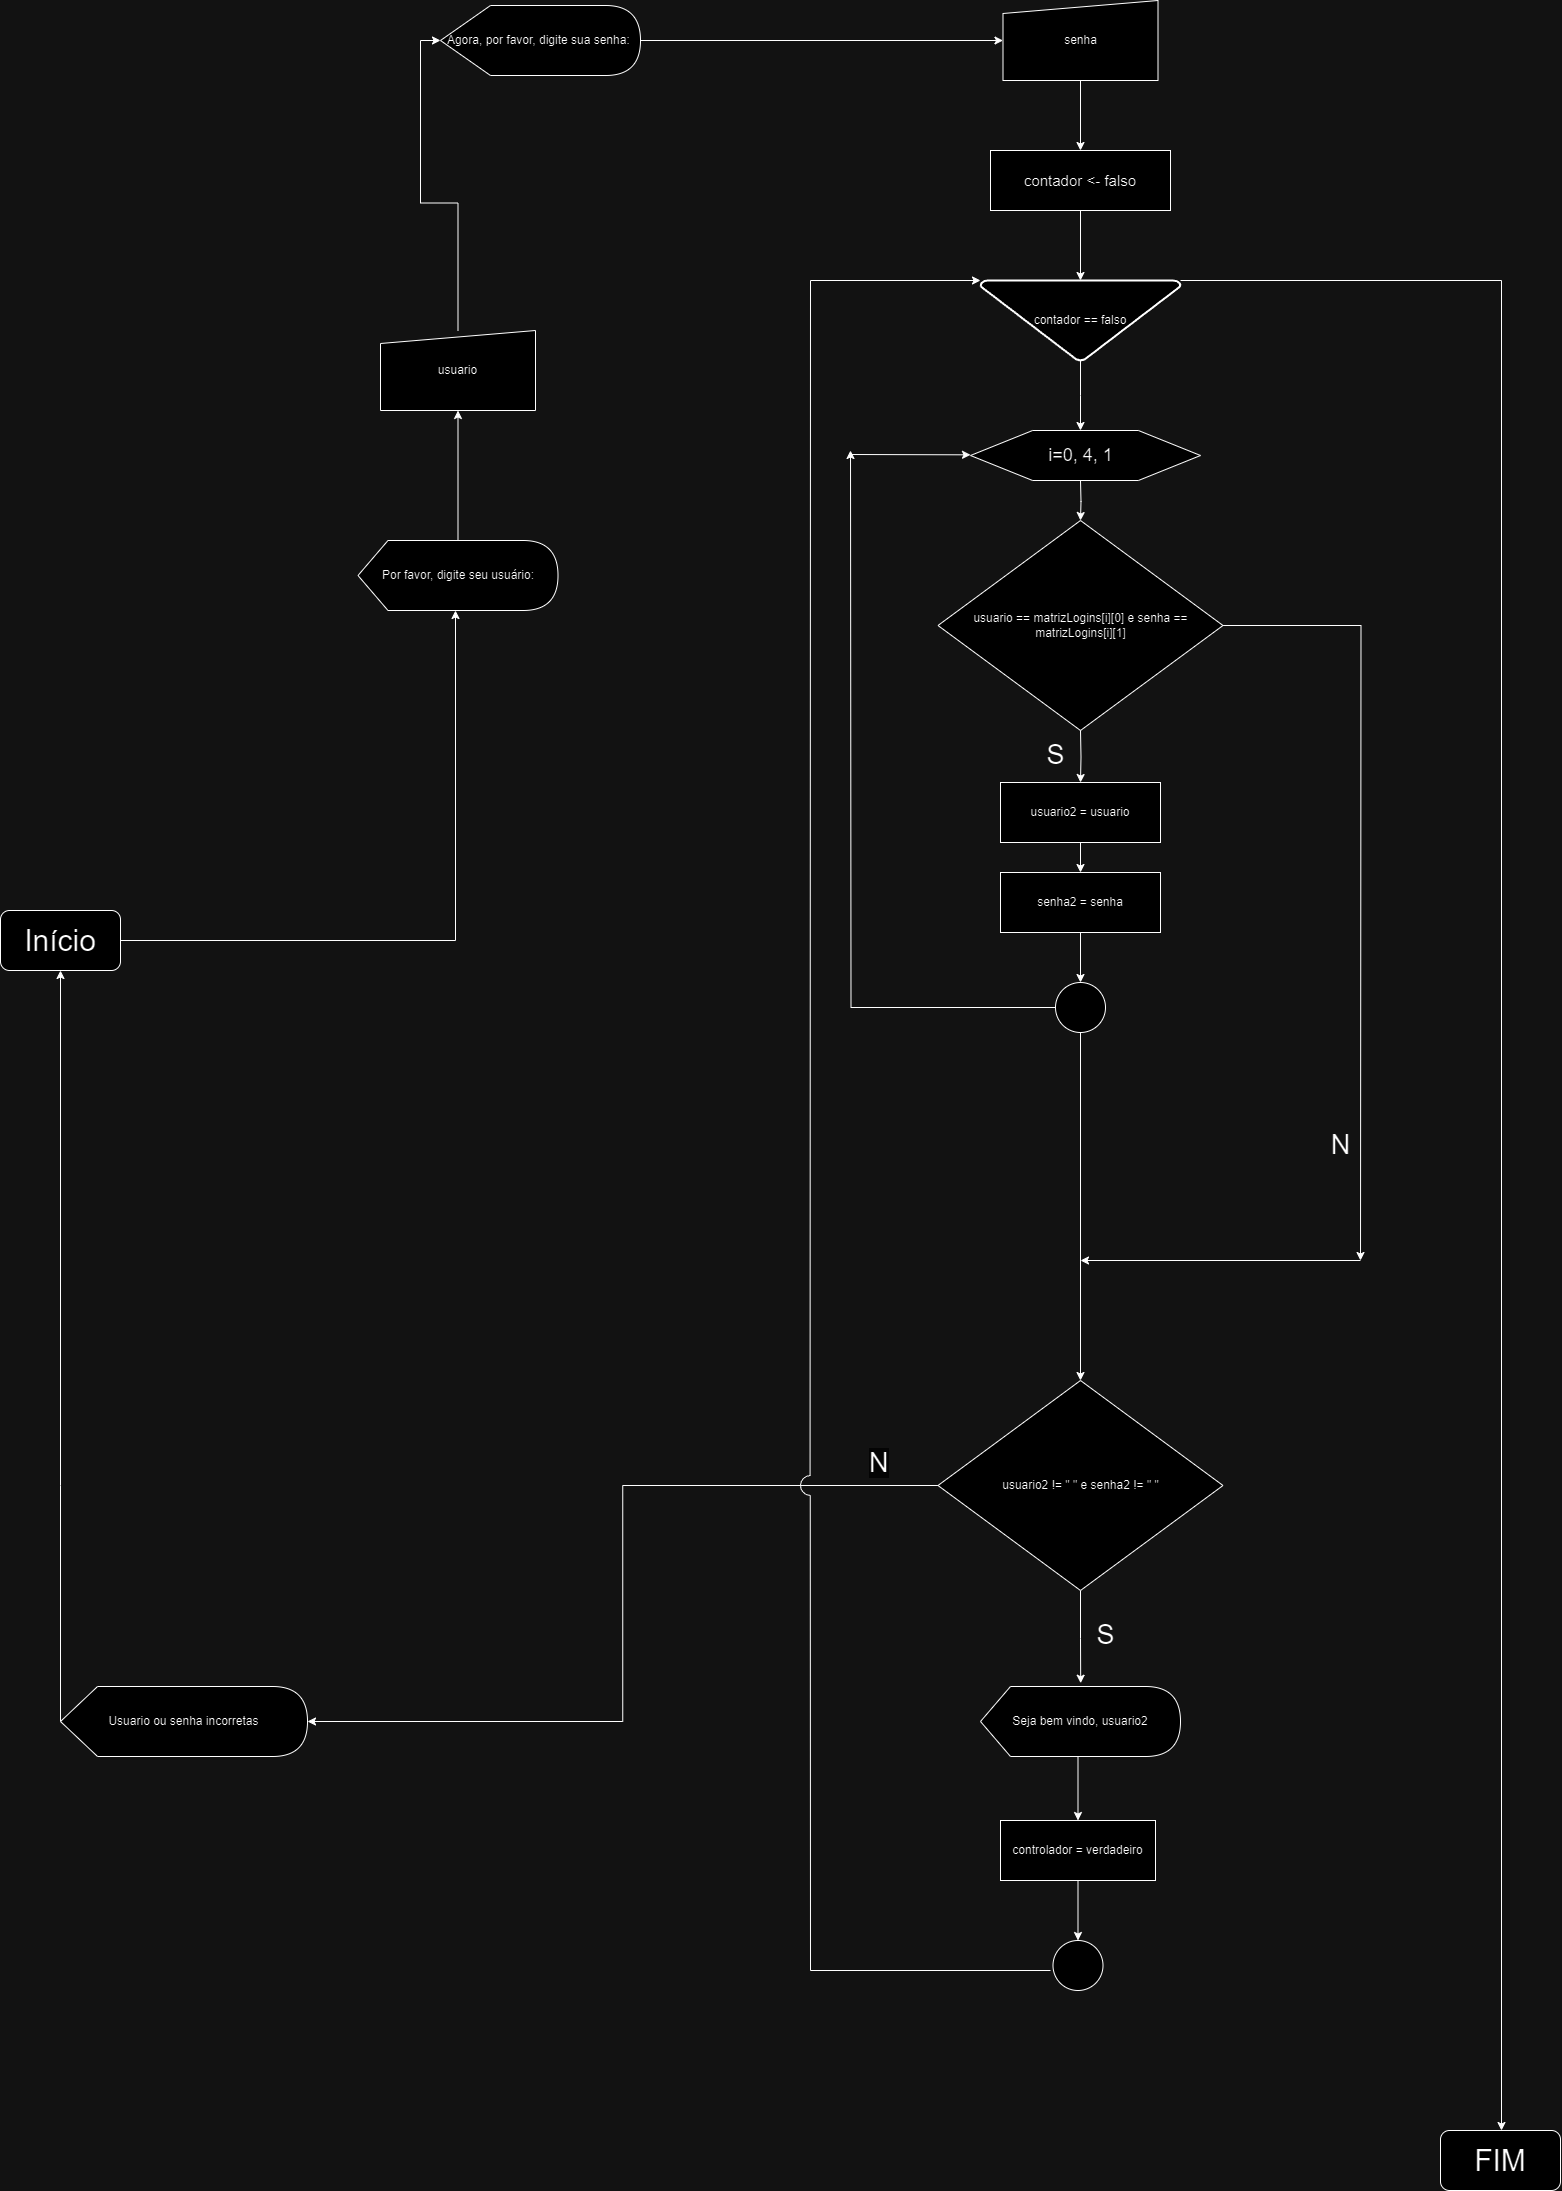 Agora, por favor, digite sua senha:
senha
contador <- falso
contador == falso
usuario
i=0, 4, 1
Por favor, digite seu usuário:
usuario == matrizLogins[i][0] e senha ==
matrizLogins[i][1]
S
usuario2 = usuario
senha2 = senha
Início
N
N
usuario2 != " " e senha2 != " "
S
Usuario ou senha incorretas
Seja bem vindo, usuario2
controlador = verdadeiro
FIM